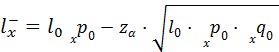 l_x^- = l_0 · _xp_0 - z_α · √(l_0 · _xp_0 · _xq_0)